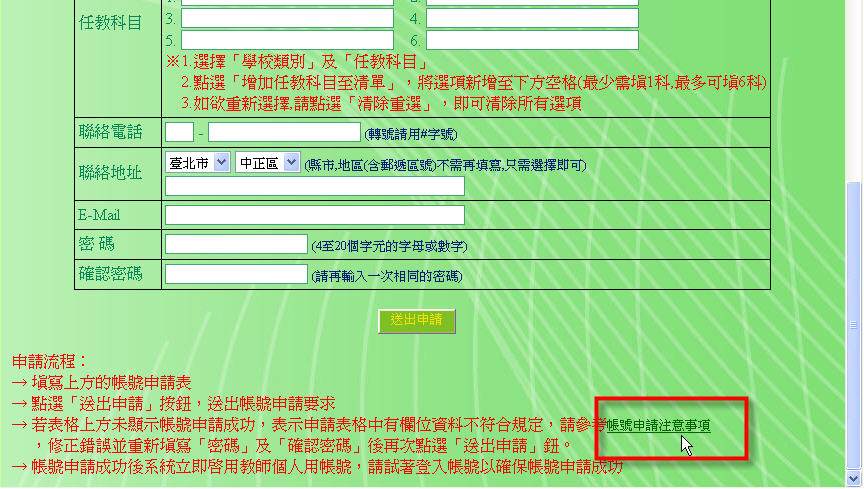 任教科目
3. 4.
5. 6.
※1.選擇「學校類別」及「任教科目」
2.點選「增加任教科目至清單」，將選項新增至下方空格(最少需填1科,最多可填6科)
3.如欲重新選擇,請點選「清除重選」，即可清除所有選項
聯絡電話 - (轉號請用#字號)
聯絡地址 臺北市 中正區 (縣市,地區(含郵遞區號)不需再填寫,只需選擇即可)
E-Mail
密 碼 (4至20個字元的字母或數字)
確認密碼 (請再輸入一次相同的密碼)
送出申請
申請流程：
→ 填寫上方的帳號申請表
→ 點選「送出申請」按鈕，送出帳號申請要求
→ 若表格上方未顯示帳號申請成功，表示申請表格中有欄位資料不符合規定，請參考帳號申請注意事項
，修正錯誤並重新填寫「密碼」及「確認密碼」後再次點選「送出申請」鈕。
→ 帳號申請成功後系統立即啓用教師個人用帳號，請試著登入帳號以確保帳號申請成功